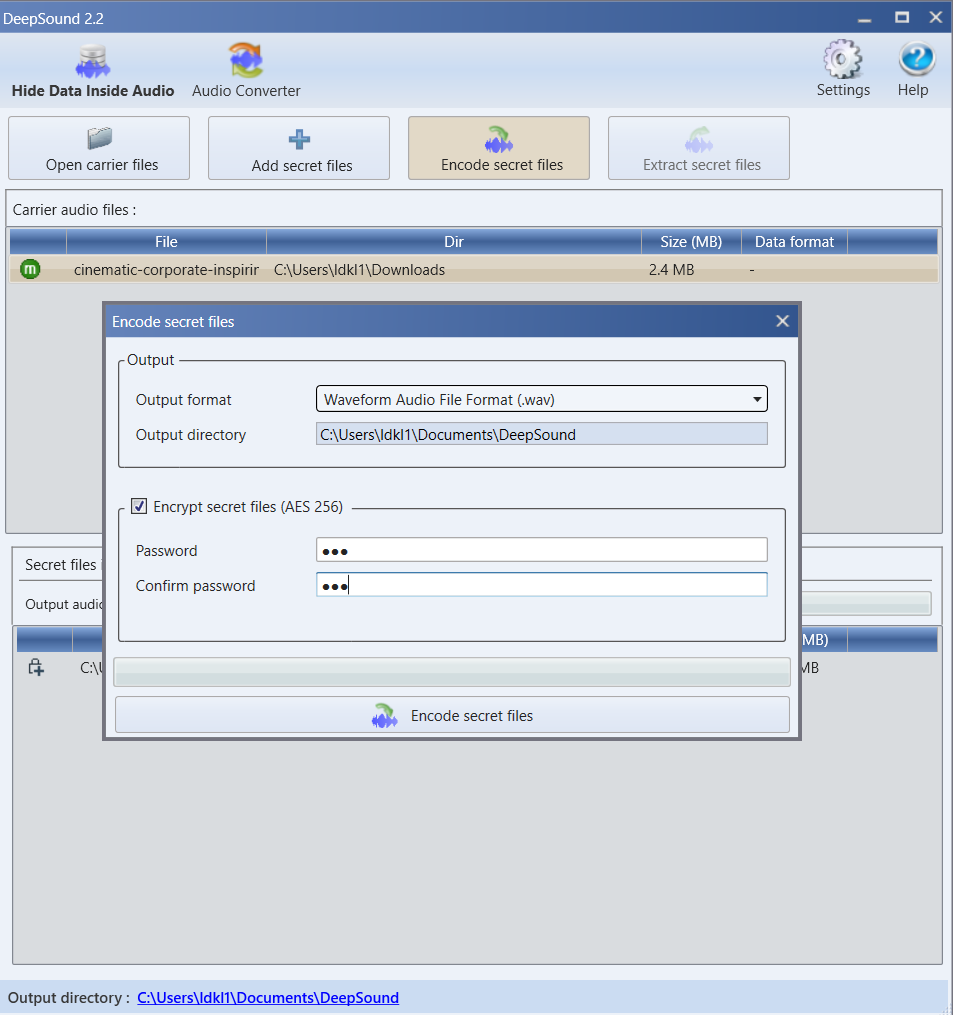 DeepSound 2.2
Hide Data Inside Audio Audio Converter Settings Help
Open carrier files Add secret files Encode secret files Extract secret files
Carrier audio files :
File Dir Size (MB) Data format
m cinematic-corporate-inspirir C:\Users\ldkl1\Downloads 2.4 MB -
Encode secret files
Output
Output format Waveform Audio File Format (.wav)
Output directory C:\Users\ldkl1\Documents\DeepSound
Encrypt secret files (AES 256)
Password ●●●
Confirm password ●●●
Secret files
Output audio
MB)
C:\ MB
Encode secret files
Output directory : C:\Users\ldkl1\Documents\DeepSound